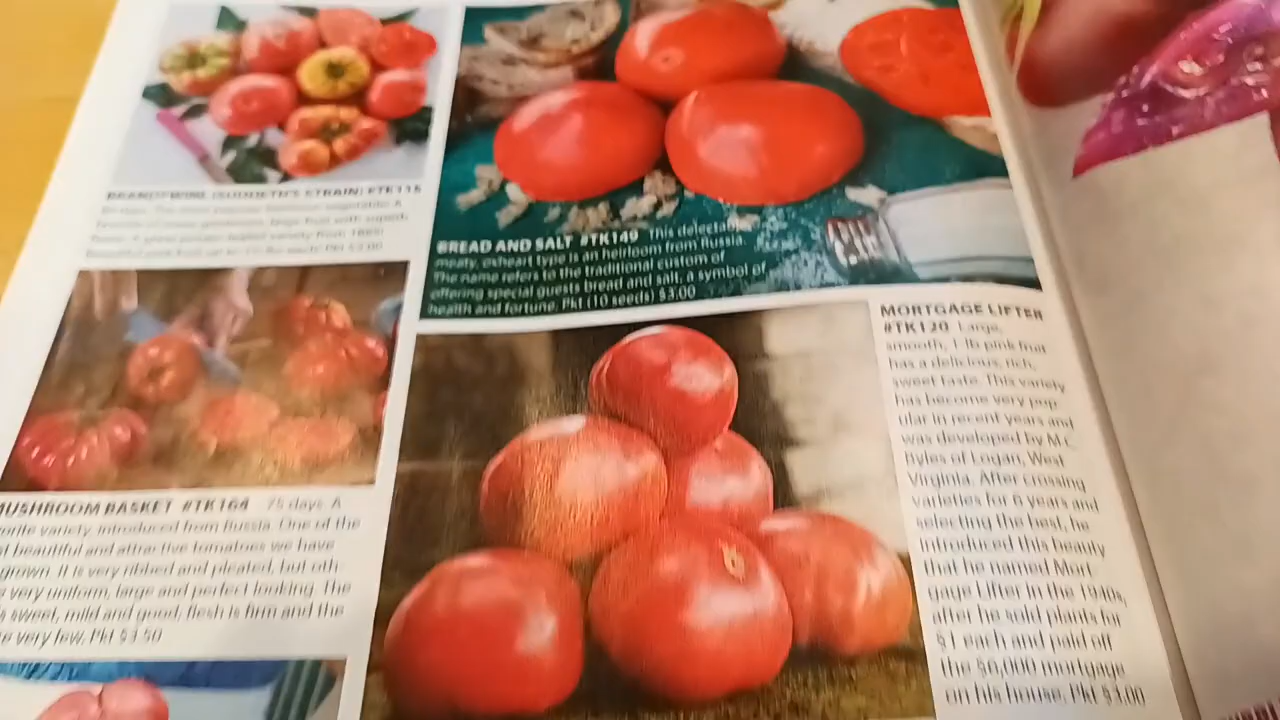 BRANDYWINE (SUDDUTH'S STRAIN) #TK115
BREAD AND SALT #TK149 This delectable
meaty, oxheart type is an heirloom from Russia.
The name refers to the traditional custom of
offering special guests bread and salt, a symbol of
health and fortune. Pkt (10 seeds) $3.00
MUSHROOM BASKET #TK164 75 days. A
orite variety introduced from Russia. One of the
t beautiful and attractive tomatoes we have
grown. It is very ribbed and pleated, but oth
very uniform, large and perfect looking. The
s sweet, mild and good, flesh is firm and the
e very few. Pkt $3.50
MORTGAGE LIFTER
#TK120 Large,
smooth, 1-lb pink fruit
has a delicious, rich,
sweet taste. This variety
has become very pop-
ular in recent years and
was developed by M.C.
Byles of Logan, West
Virginia. After crossing
varieties for 6 years and
selecting the best, he
introduced this beauty
that he named Mort-
gage Lifter in the 1940s,
after he sold plants for
$1 each and paid off
the $6,000 mortgage
on his house. Pkt $3.00